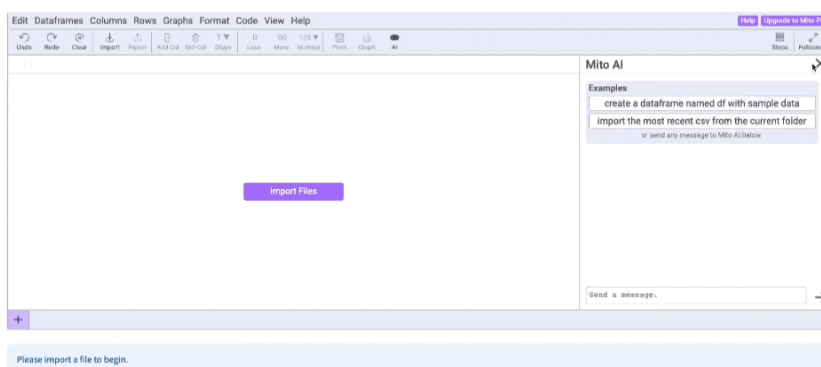 Edit Dataframes Columns Rows Graphs Format Code View Help
Help Upgrade to Mito
Undo Redo Clear Import Export Add Col Del Col Dtype Less More Number Pivot Graph AI
Steps
Mito AI
Examples
create a dataframe named df with sample data
import the most recent csv from the current folder
or send any message to Mito AI below.
Import Files
Send a message.
+
Please import a file to begin.